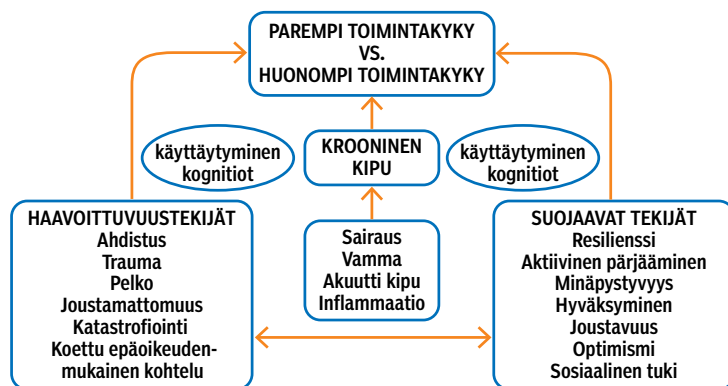 PAREMPI TOIMINTAKYKY
VS.
HUONOMPI TOIMINTAKYKY
käyttäytyminen
kognitiot
KROONINEN
KIPU
käyttäytyminen
kognitiot
HAAVOITTUVUUSTEKIJÄT
Ahdistus
Trauma
Pelko
Joustamattomuus
Katastrofiointi
Koettu epäoikeuden-
mukainen kohtelu
Sairaus
Vamma
Akuutti kipu
Inflammaatio
SUOJAAVAT TEKIJÄT
Resilienssi
Aktiivinen pärjääminen
Minäpystyvyys
Hyväksyminen
Joustavuus
Optimismi
Sosiaalinen tuki